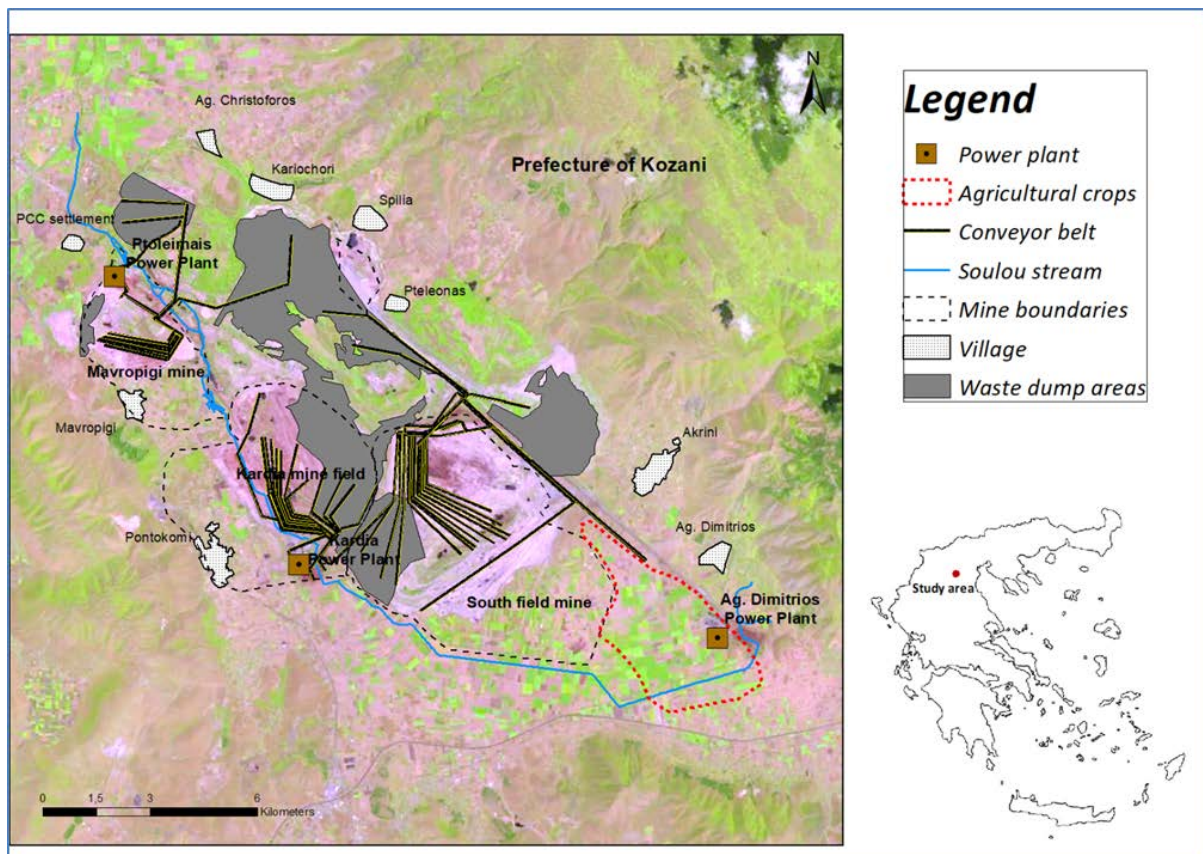 N
Ag. Christoforos
Kariochori
Prefecture of Kozani
Spilia
PCC settlement
Ptoleimais
Power Plant
Pteleonas
Mavropigi mine
Mavropigi
Akrini
Kardia mine field
Ag. Dimitrios
Pontokomi
Kardia
Power Plant
South field mine
Ag. Dimitrios
Power Plant
0 1,5 3 6
Kilometers
Legend
Power plant
Agricultural crops
Conveyor belt
Soulou stream
Mine boundaries
Village
Waste dump areas
Study area